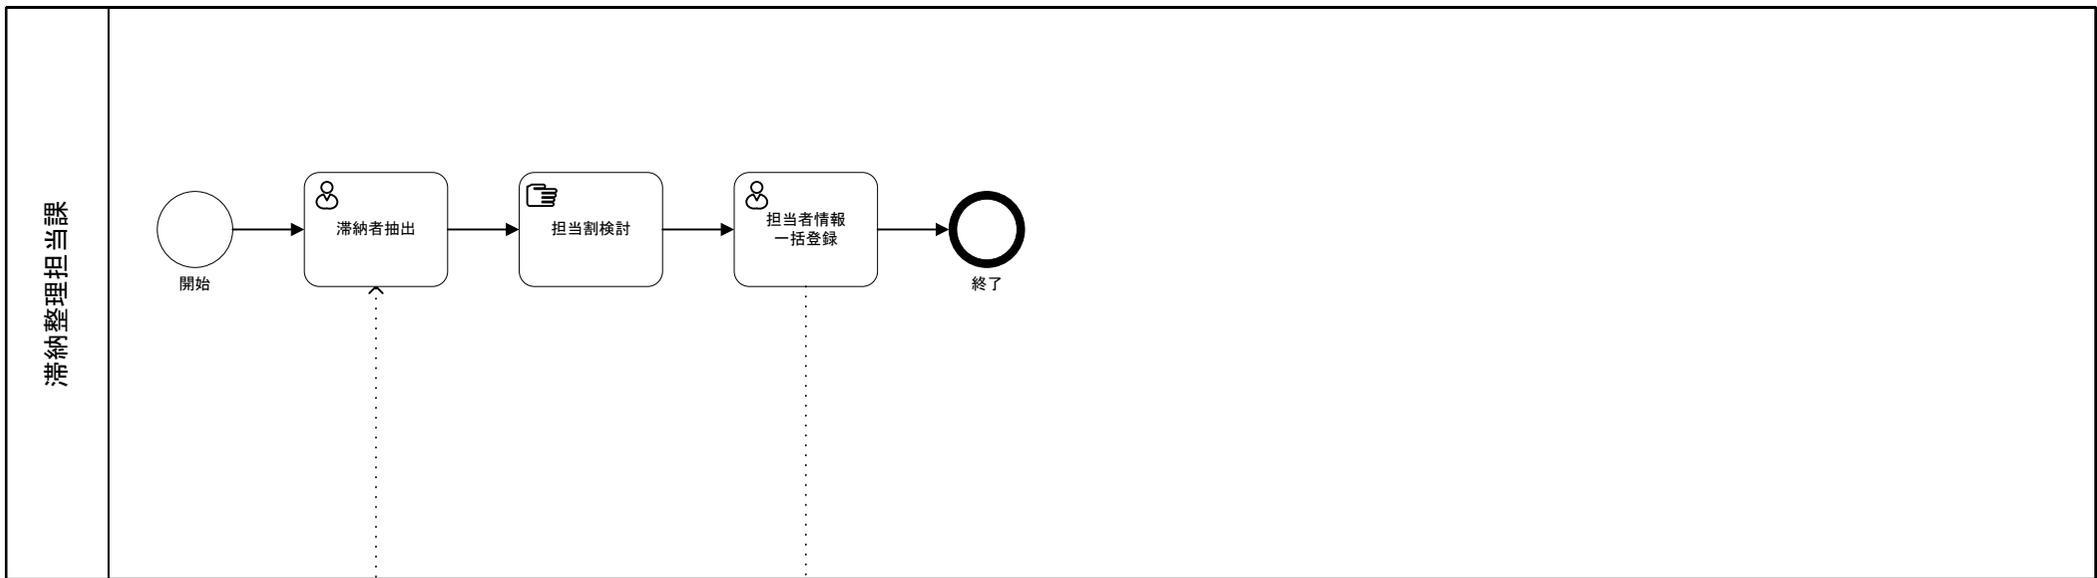 滞納整理担当課
開始
滞納者抽出
担当割検討
担当者情報
一括登録
終了